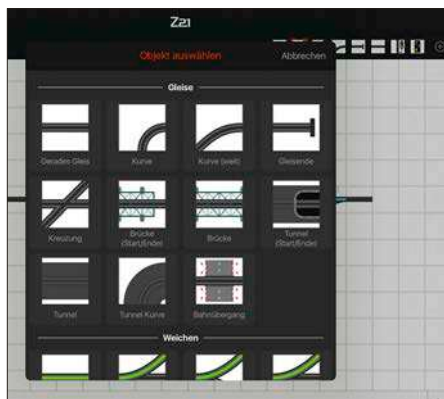 Z21
Objekt auswählen Abbrechen
Gleise
Gerades Gleis Kurve Kurve (weit) Gleisende
Kreuzung Brücke (Start/Ende) Brücke Tunnel (Start/Ende)
Tunnel Tunnel Kurve Bahnübergang
Weichen